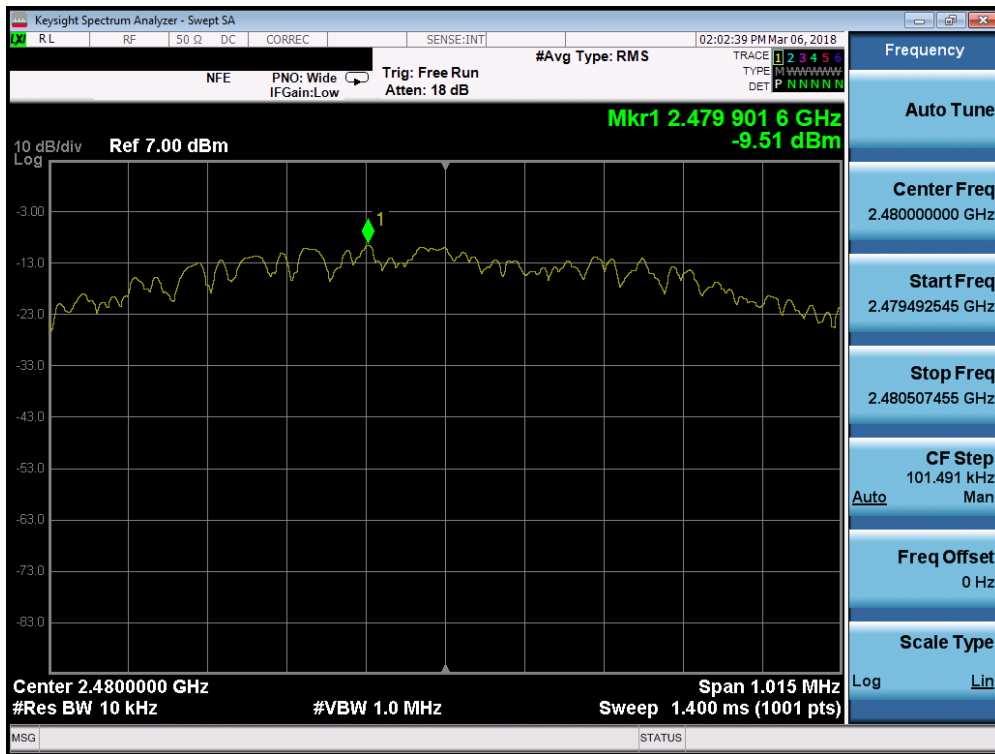 Keysight Spectrum Analyzer - Swept SA
LXI RL RF 50 Ω DC CORREC SENSE:INT 02:02:39 PM Mar 06, 2018
#Avg Type: RMS
TRACE 1 2 3 4 5 6
TYPE M WWWWW
DET P N N N N N
NFE PNO: Wide Trig: Free Run
IFGain:Low Atten: 18 dB
Mkr1 2.479 901 6 GHz
-9.51 dBm
10 dB/div Ref 7.00 dBm
Log
1
-3.00
-13.0
-23.0
-33.0
-43.0
-53.0
-63.0
-73.0
-83.0
Center 2.4800000 GHz Span 1.015 MHz
#Res BW 10 kHz #VBW 1.0 MHz Sweep 1.400 ms (1001 pts)
MSG STATUS
Frequency
Auto Tune
Center Freq
2.480000000 GHz
Start Freq
2.479492545 GHz
Stop Freq
2.480507455 GHz
CF Step
101.491 kHz
Auto Man
Freq Offset
0 Hz
Scale Type
Log Lin